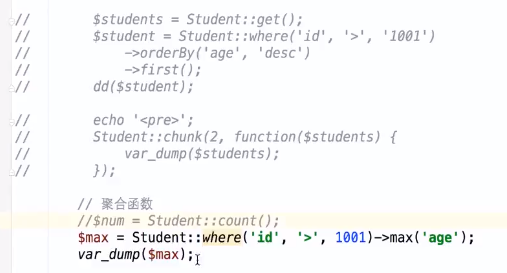 //        $students = Student::get();
//        $student = Student::where('id', '>', '1001')
//            ->orderBy('age', 'desc')
//            ->first();
//        dd($student);
//        echo '<pre>';
//        Student::chunk(2, function($students) {
//            var_dump($students);
//        });
// 聚合函数
//$num = Student::count();
$max = Student::where('id', '>', 1001)->max('age');
var_dump($max);